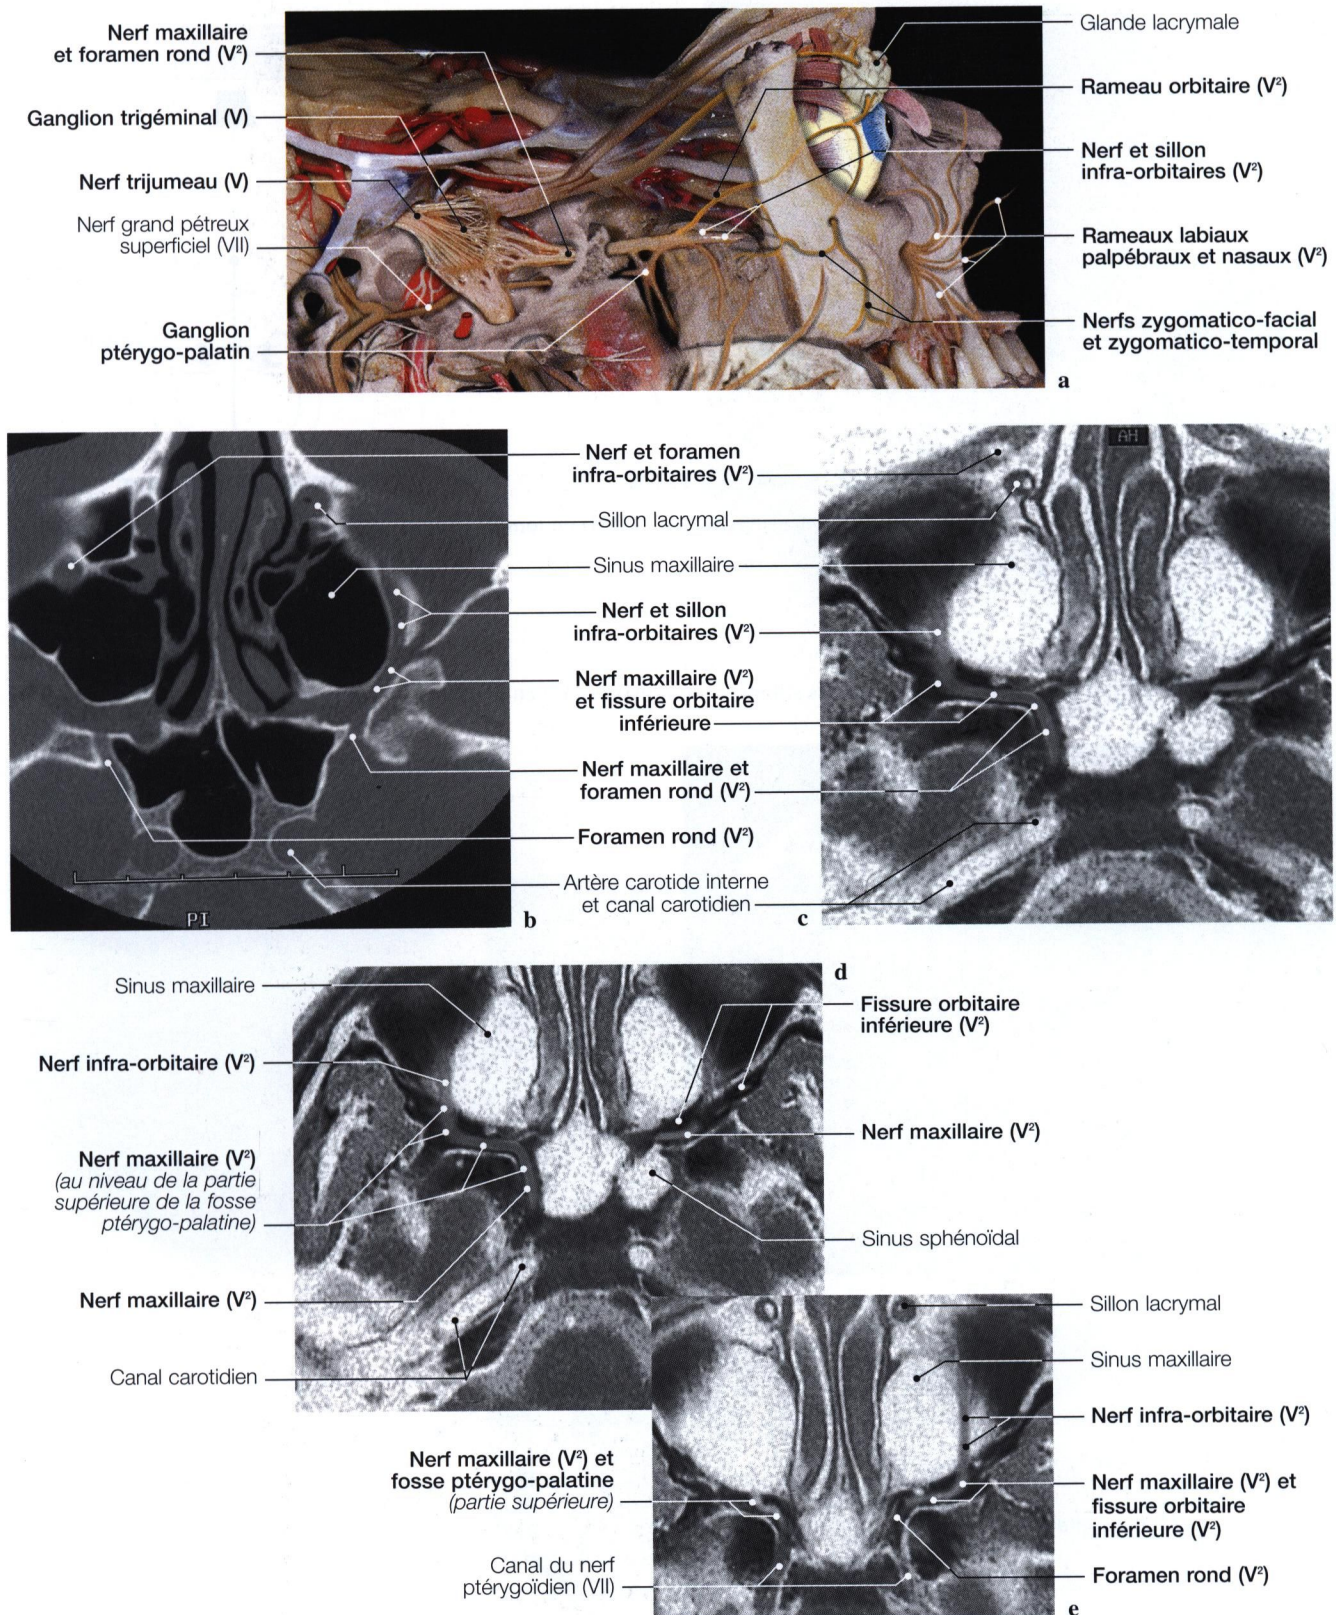 Nerf maxillaire
et foramen rond (V²)
Ganglion trigéminal (V)
Nerf trijumeau (V)
Nerf grand pétreux
superficiel (VII)
Ganglion
ptérygo-palatin
Glande lacrymale
Rameau orbitaire (V²)
Nerf et sillon
infra-orbitaires (V²)
Rameaux labiaux
palpébraux et nasaux (V²)
Nerfs zygomatico-facial
et zygomatico-temporal
a
Nerf et foramen
infra-orbitaires (V²)
Sillon lacrymal
Sinus maxillaire
Nerf et sillon
infra-orbitaires (V²)
Nerf maxillaire (V²)
et fissure orbitaire
inférieure
Nerf maxillaire et
foramen rond (V²)
Foramen rond (V²)
Artère carotide interne
et canal carotidien
PI
b
AH
c
Sinus maxillaire
Nerf infra-orbitaire (V²)
Nerf maxillaire (V²)
(au niveau de la partie
supérieure de la fosse
ptérygo-palatine)
Nerf maxillaire (V²)
Canal carotidien
d
Fissure orbitaire
inférieure (V²)
Nerf maxillaire (V²)
Sinus sphénoïdal
Nerf maxillaire (V²) et
fosse ptérygo-palatine
(partie supérieure)
Canal du nerf
ptérygoïdien (VII)
Sillon lacrymal
Sinus maxillaire
Nerf infra-orbitaire (V²)
Nerf maxillaire (V²) et
fissure orbitaire
inférieure (V²)
Foramen rond (V²)
e